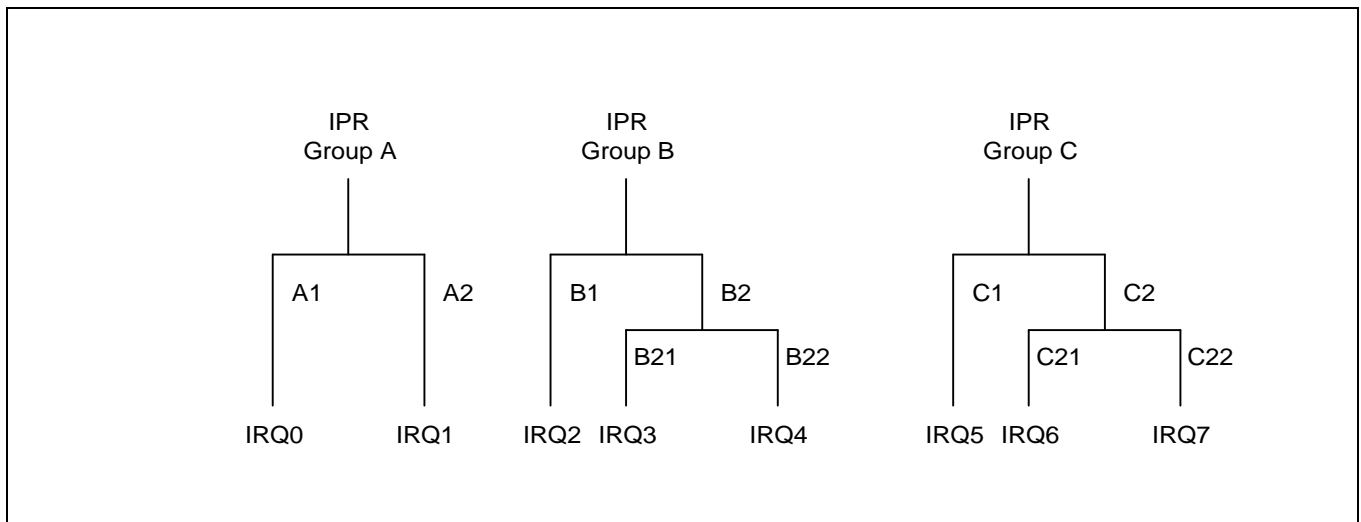 IPR
Group A
IPR
Group B
IPR
Group C
A1
A2
B1
B2
C1
C2
B21
B22
C21
C22
IRQ0
IRQ1
IRQ2
IRQ3
IRQ4
IRQ5
IRQ6
IRQ7